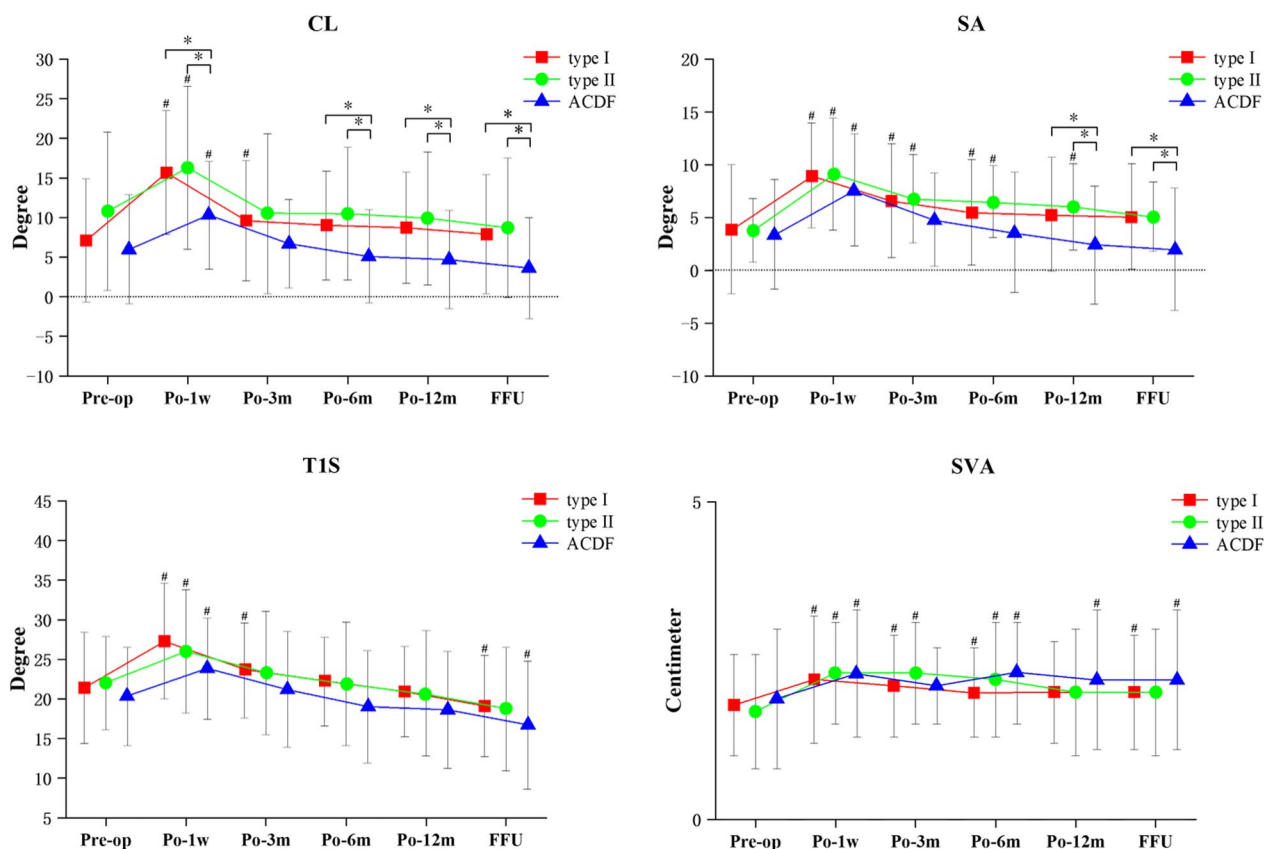 CL
30
25
20
15
10
5
0
−5
−10
Degree
type I
type II
ACDF
* * # # # #
* * * * * *
Pre-op Po-1w Po-3m Po-6m Po-12m FFU
SA
20
15
10
5
0
−5
−10
Degree
type I
type II
ACDF
# # # # # # # #
* * * *
Pre-op Po-1w Po-3m Po-6m Po-12m FFU
T1S
45
40
35
30
25
20
15
10
5
Degree
type I
type II
ACDF
# # # # # #
Pre-op Po-1w Po-3m Po-6m Po-12m FFU
SVA
5
0
Centimeter
type I
type II
ACDF
# # # # # # # # # # #
Pre-op Po-1w Po-3m Po-6m Po-12m FFU